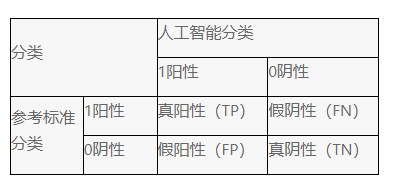 分类
人工智能分类
1阳性
0阴性
参考标准
分类
1阳性
真阳性（TP）
假阴性（FN）
0阴性
假阳性（FP）
真阴性（TN）